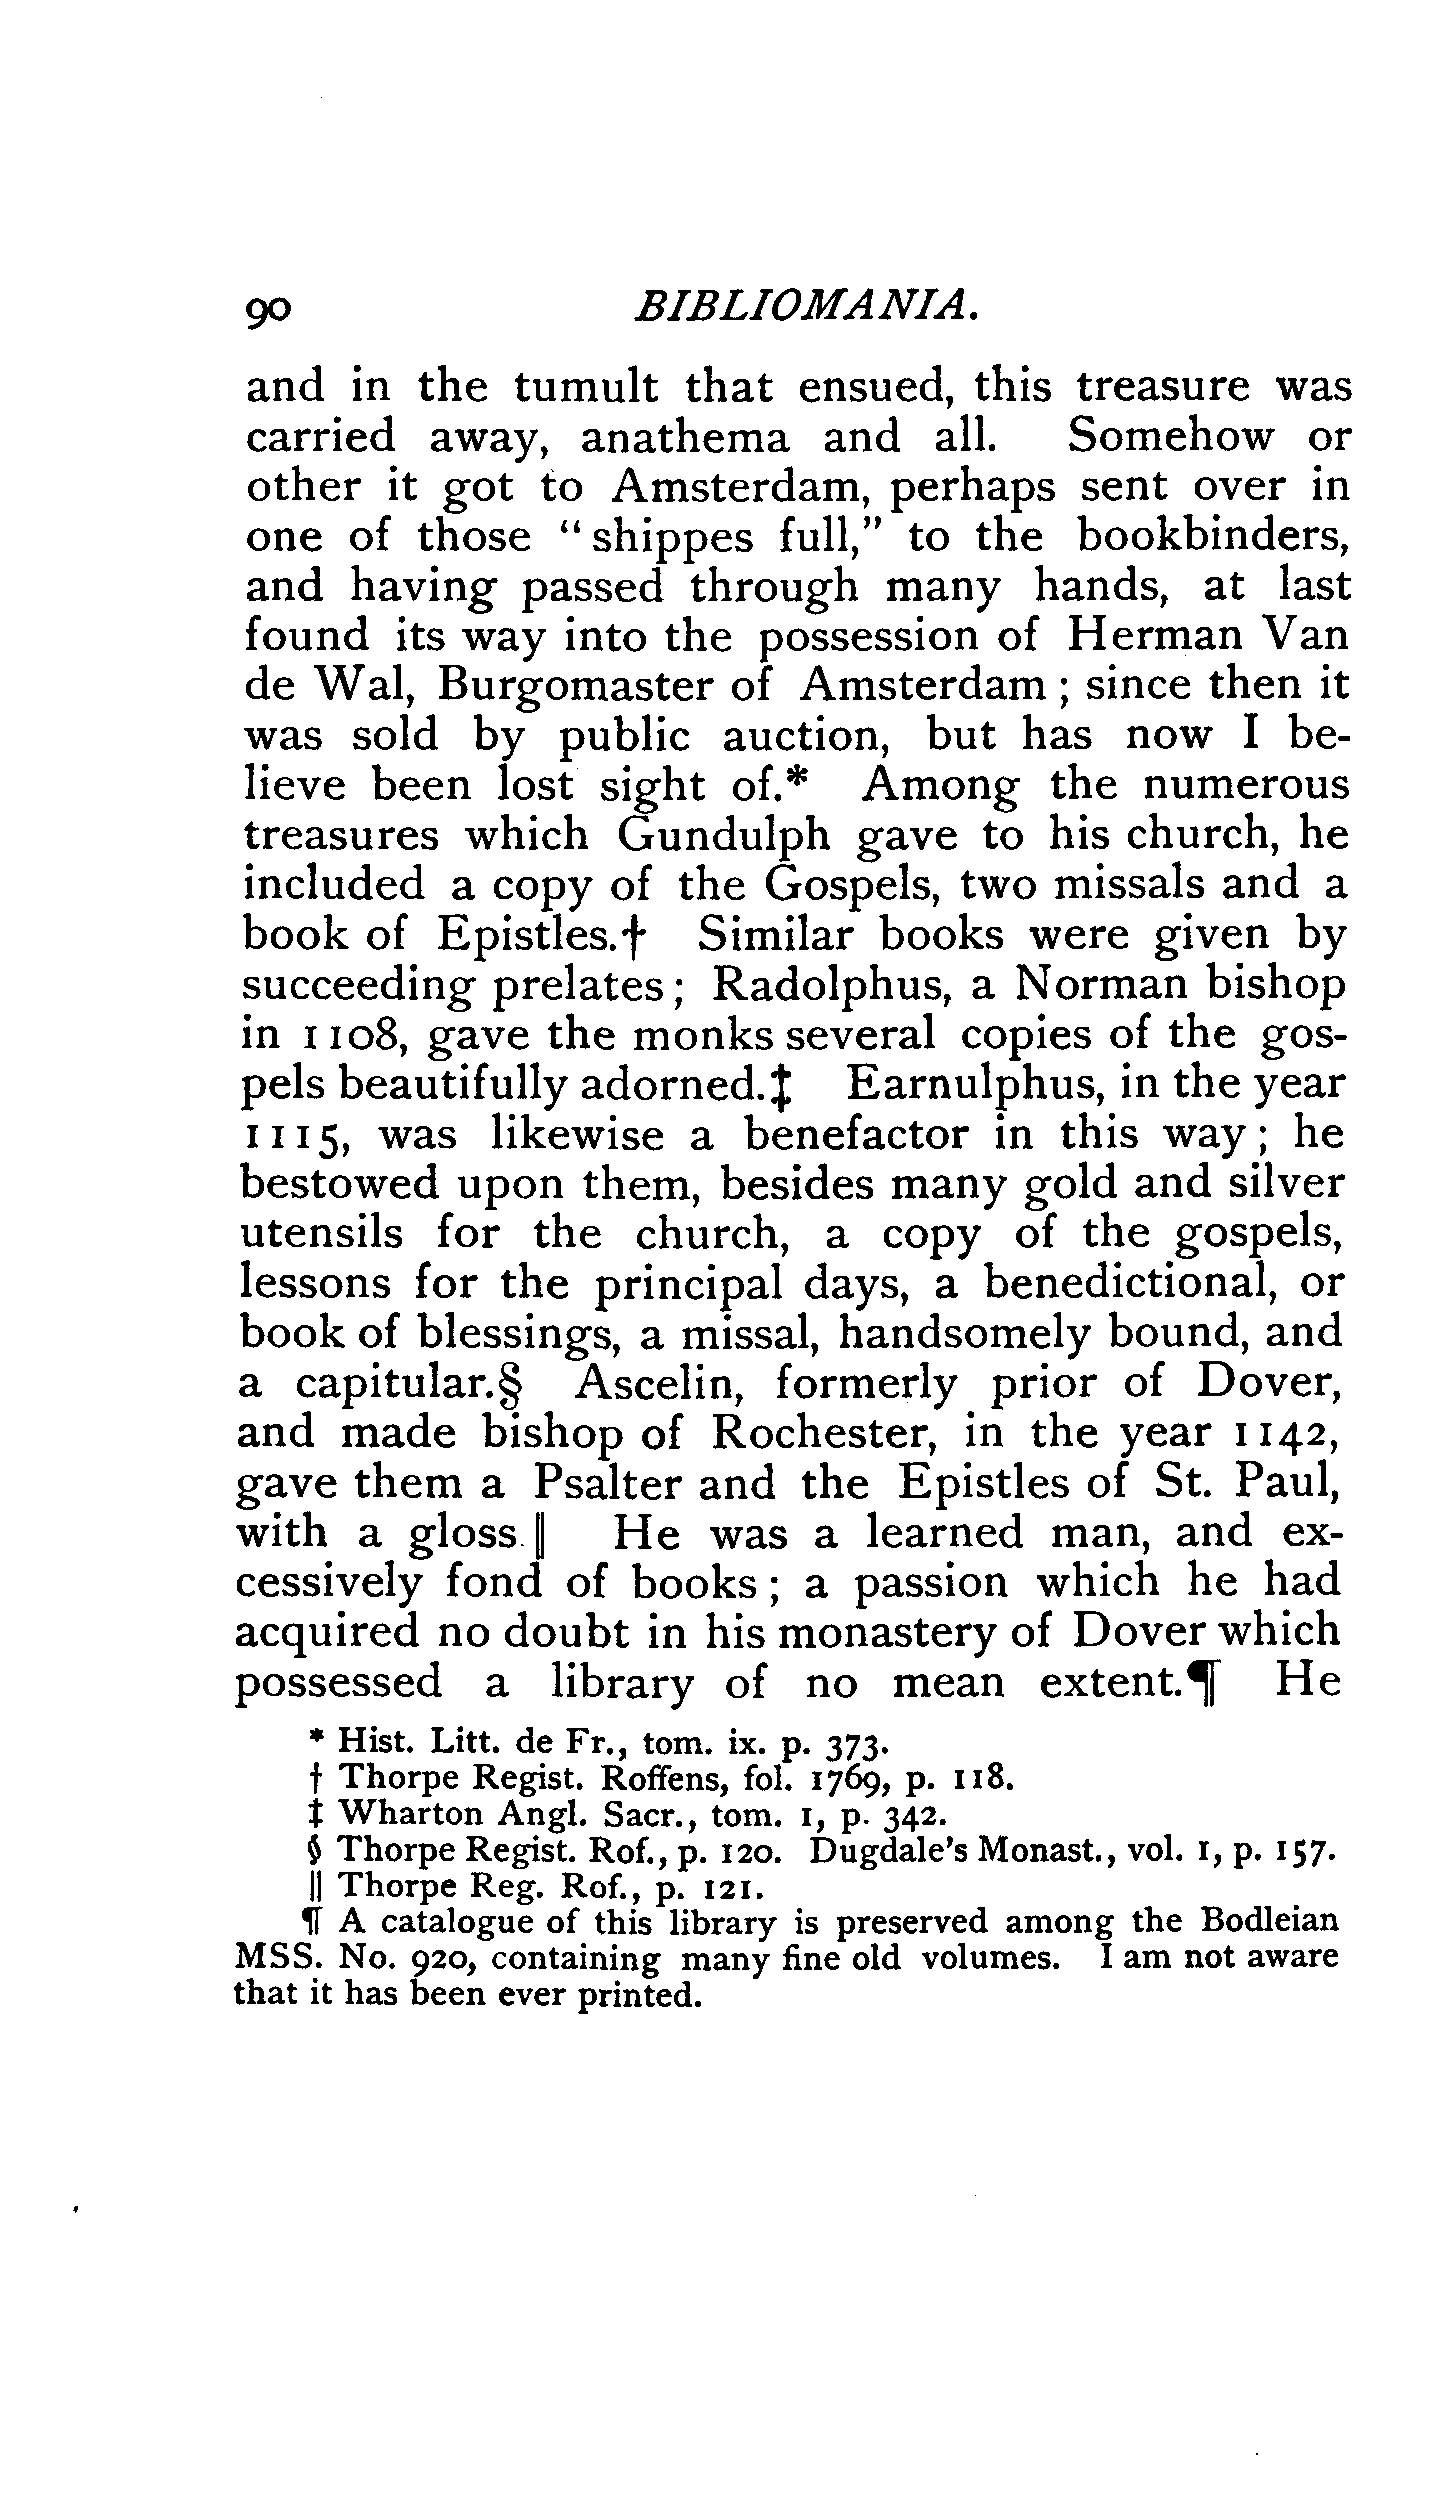 90 BIBLIOMANIA.
and in the tumult that ensued, this treasure was
carried away, anathema and all. Somehow or
other it got to Amsterdam, perhaps sent over in
one of those “shippes full,” to the bookbinders,
and having passed through many hands, at last
found its way into the possession of Herman Van
de Wal, Burgomaster of Amsterdam ; since then it
was sold by public auction, but has now I be-
lieve been lost sight of.* Among the numerous
treasures which Gundulph gave to his church, he
included a copy of the Gospels, two missals and a
book of Epistles.† Similar books were given by
succeeding prelates ; Radolphus, a Norman bishop
in 1108, gave the monks several copies of the gos-
pels beautifully adorned.‡ Earnulphus, in the year
1115, was likewise a benefactor in this way ; he
bestowed upon them, besides many gold and silver
utensils for the church, a copy of the gospels,
lessons for the principal days, a benedictional, or
book of blessings, a missal, handsomely bound, and
a capitular.§ Ascelin, formerly prior of Dover,
and made bishop of Rochester, in the year 1142,
gave them a Psalter and the Epistles of St. Paul,
with a gloss.‖ He was a learned man, and ex-
cessively fond of books ; a passion which he had
acquired no doubt in his monastery of Dover which
possessed a library of no mean extent.¶ He
* Hist. Litt. de Fr., tom. ix. p. 373.
† Thorpe Regist. Roffens, fol. 1769, p. 118.
‡ Wharton Angl. Sacr., tom. 1, p. 342.
§ Thorpe Regist. Rof., p. 120. Dugdale's Monast., vol. 1, p. 157.
‖ Thorpe Reg. Rof., p. 121.
¶ A catalogue of this library is preserved among the Bodleian
MSS. No. 920, containing many fine old volumes. I am not aware
that it has been ever printed.